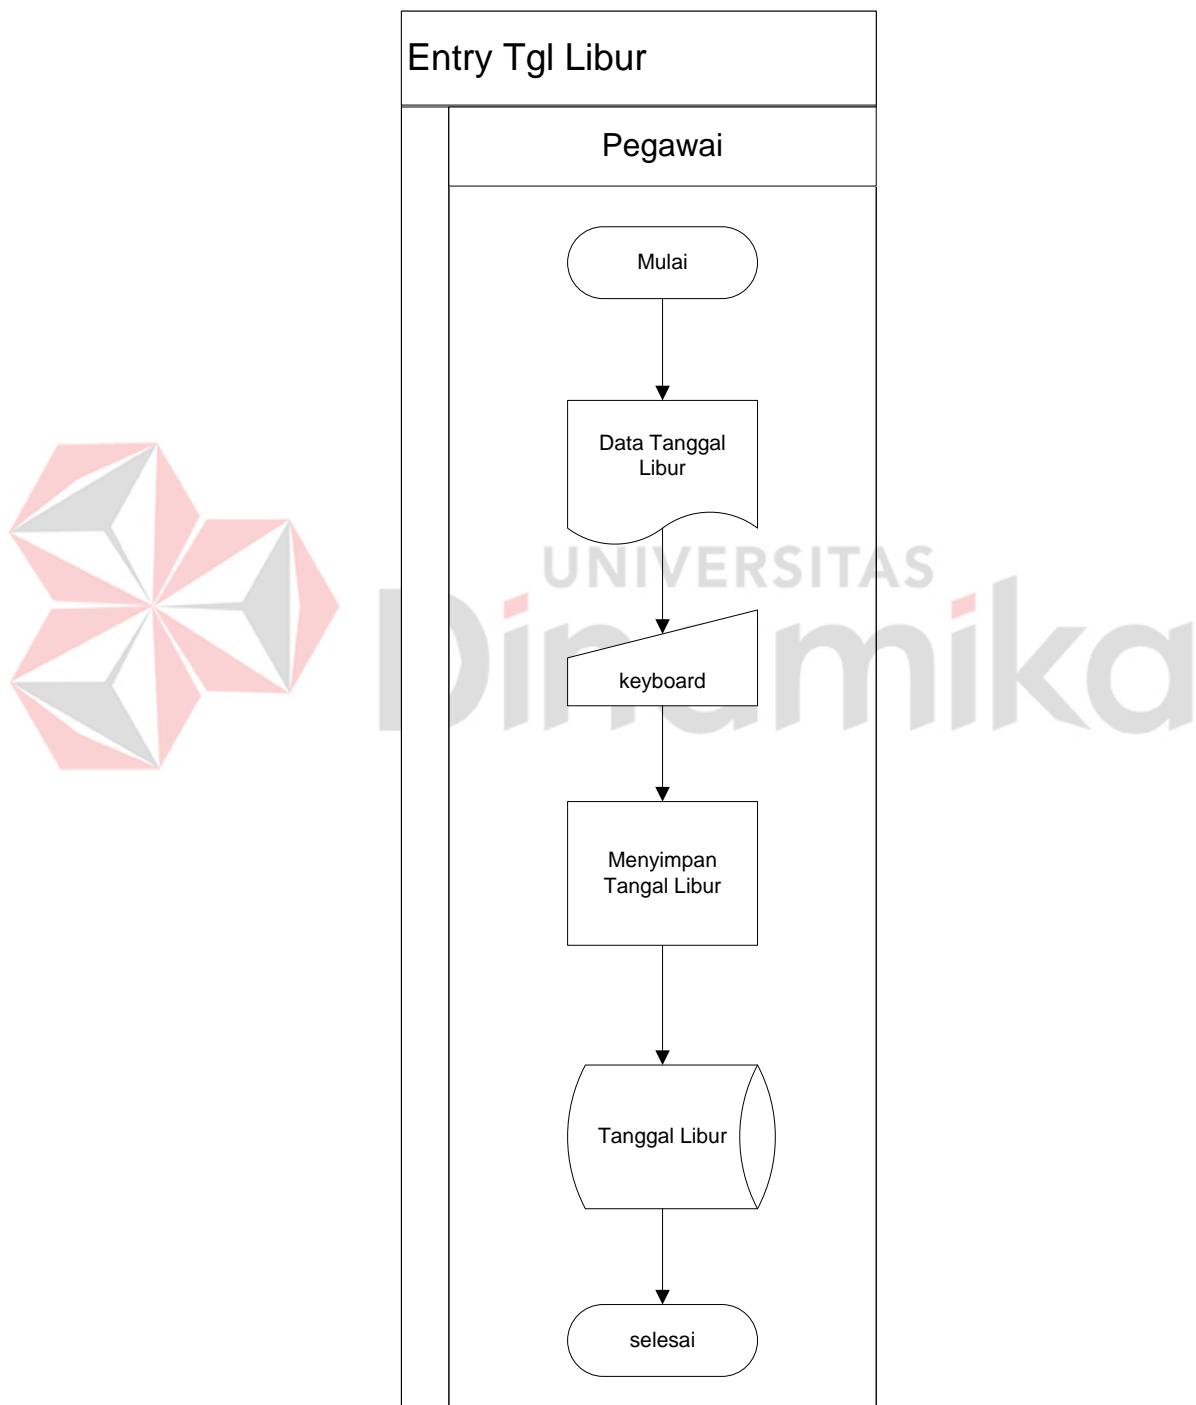 Entry Tgl Libur
Pegawai
Mulai
Data Tanggal
Libur
UNIVERSITAS
Dinamika
keyboard
Menyimpan
Tangal Libur
Tanggal Libur
selesai